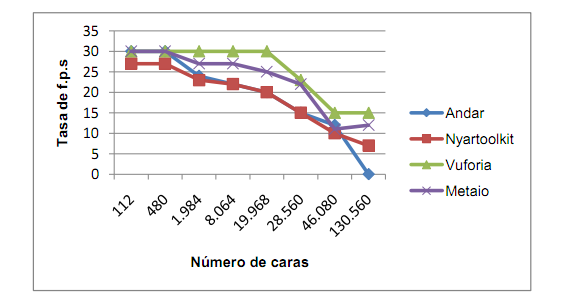 Tasa de f.p.s
35
30
25
20
15
10
5
0
112
480
1.984
8.064
19.968
28.560
46.080
130.560
Número de caras
Andar
Nyartoolkit
Vuforia
Metaio